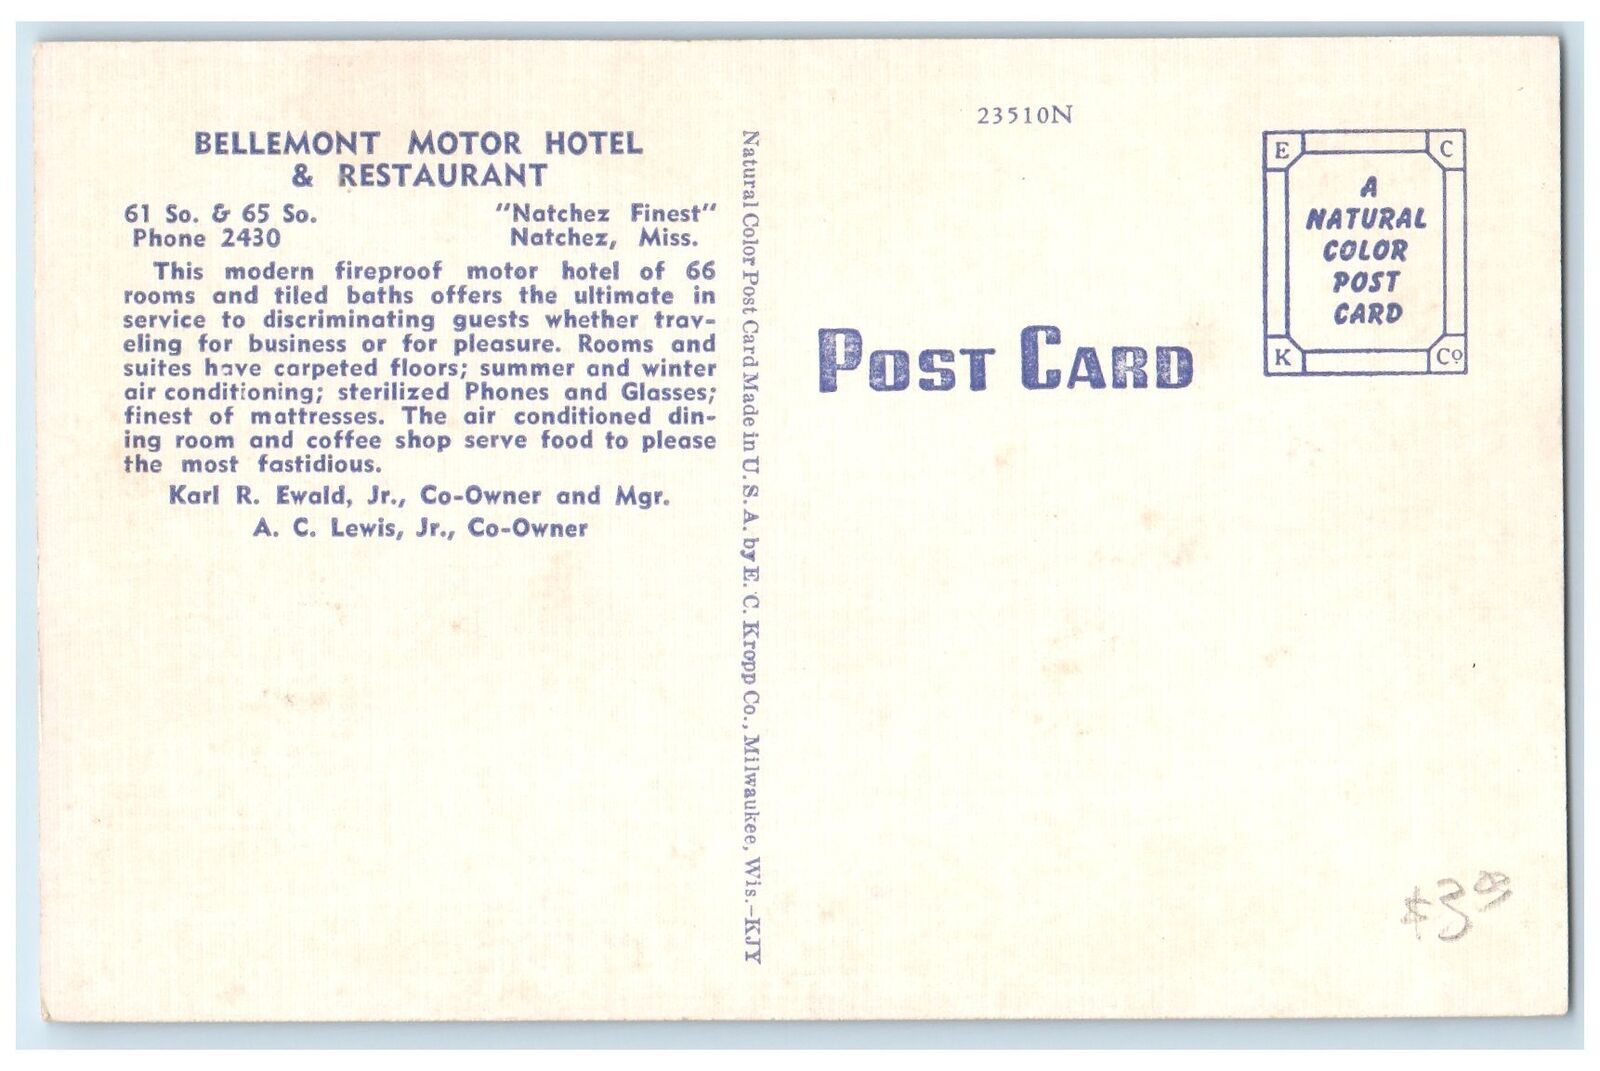 BELLEMONT MOTOR HOTEL
& RESTAURANT
61 So. & 65 So. "Natchez Finest"
Phone 2430 Natchez, Miss.
This modern fireproof motor hotel of 66
rooms and tiled baths offers the ultimate in
service to discriminating guests whether trav-
eling for business or for pleasure. Rooms and
suites have carpeted floors; summer and winter
air conditioning; sterilized Phones and Glasses;
finest of mattresses. The air conditioned din-
ing room and coffee shop serve food to please
the most fastidious.
Karl R. Ewald, Jr., Co-Owner and Mgr.
A. C. Lewis, Jr., Co-Owner
Natural Color Post Card Made in U. S. A. by E. C. Kropp Co., Milwaukee, Wis.-KJY
23510N
POST CARD
E C
A
NATURAL
COLOR
POST
CARD
K Co
$3.00